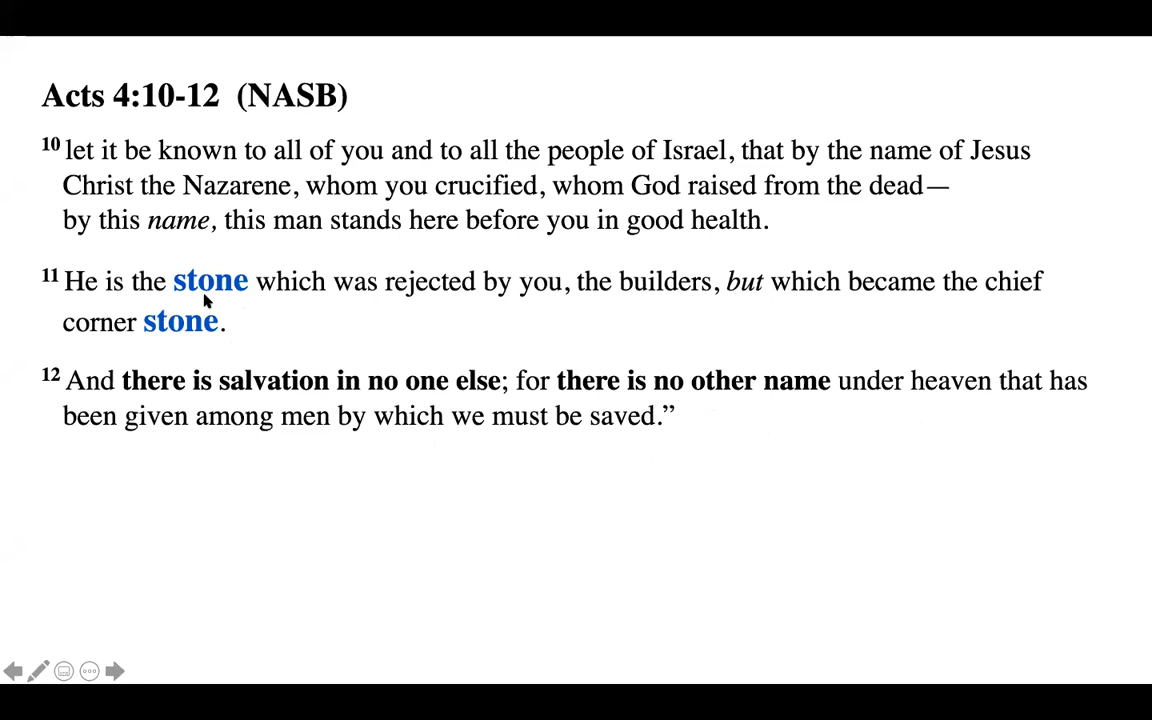 Acts 4:10-12 (NASB)
10 let it be known to all of you and to all the people of Israel, that by the name of Jesus
Christ the Nazarene, whom you crucified, whom God raised from the dead—
by this name, this man stands here before you in good health.
11 He is the stone which was rejected by you, the builders, but which became the chief
corner stone.
12 And there is salvation in no one else; for there is no other name under heaven that has
been given among men by which we must be saved.”